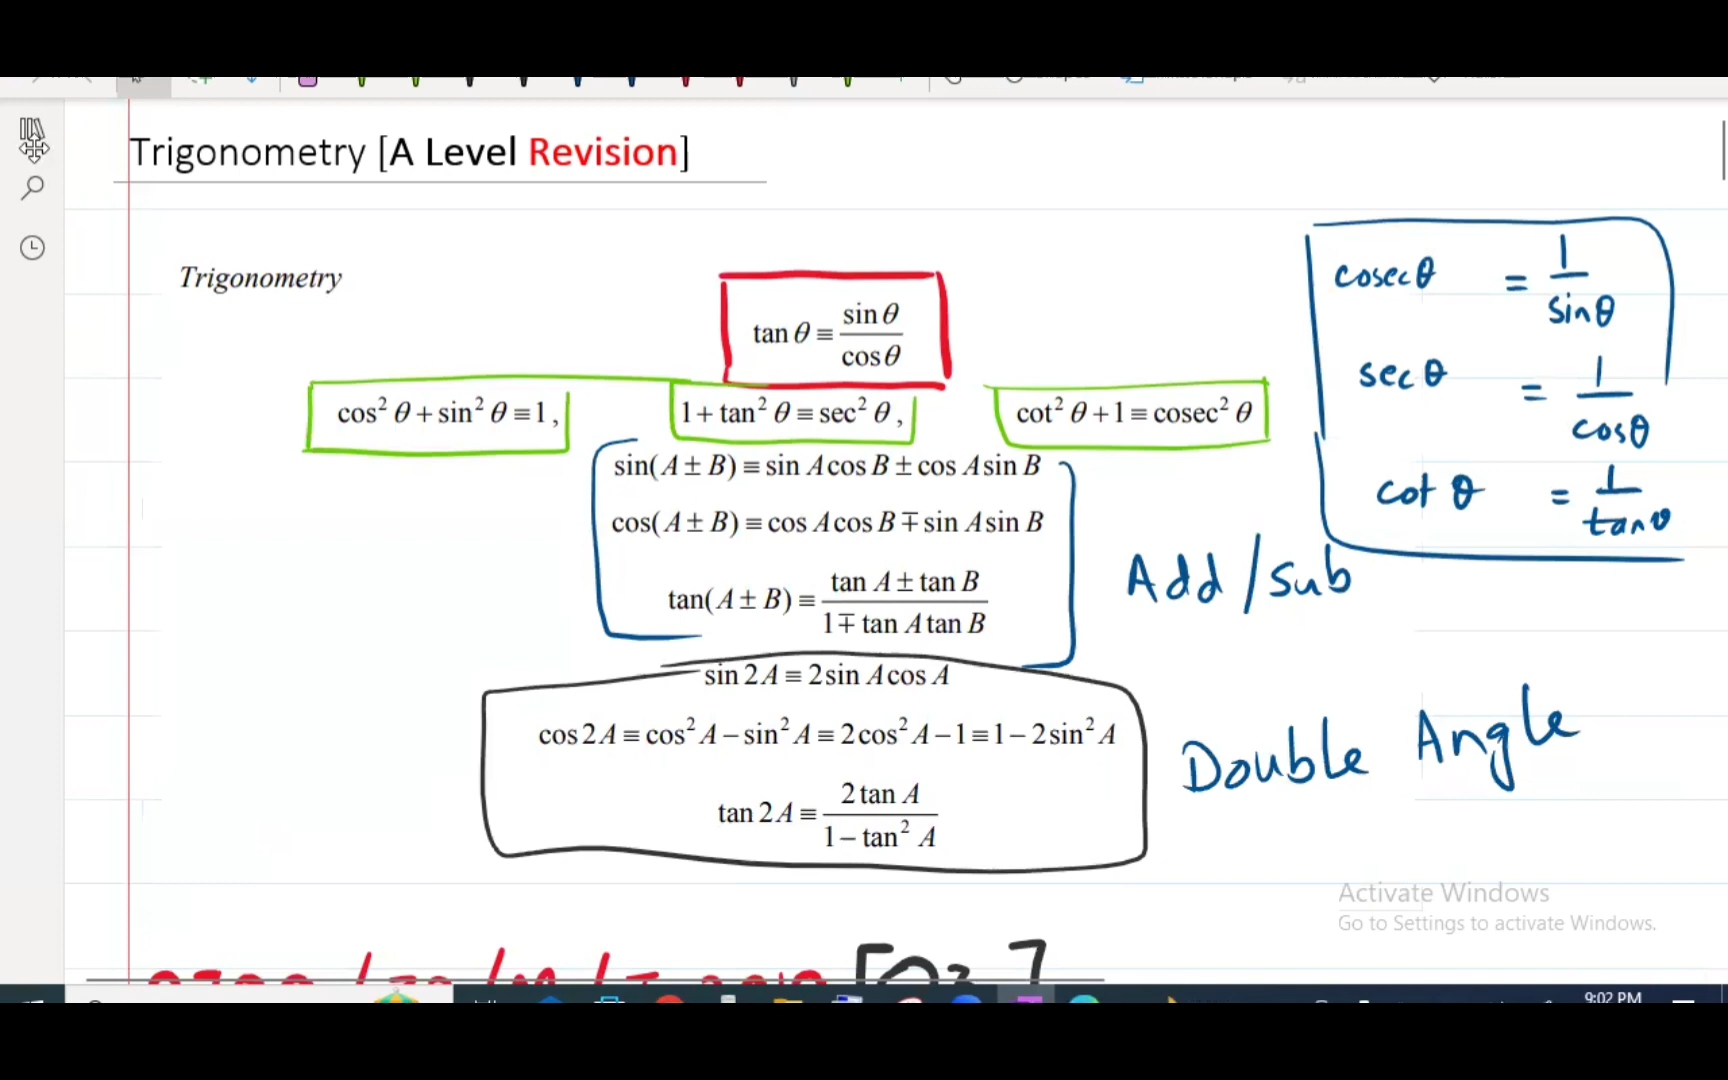 Trigonometry [A Level Revision]
Trigonometry
tan θ ≡ sin θ / cos θ
cos² θ + sin² θ ≡ 1,
1 + tan² θ ≡ sec² θ,
cot² θ + 1 ≡ cosec² θ
sin(A ± B) ≡ sin A cos B ± cos A sin B
cos(A ± B) ≡ cos A cos B ∓ sin A sin B
tan(A ± B) ≡ tan A ± tan B / 1 ∓ tan A tan B
sin 2A ≡ 2 sin A cos A
cos 2A ≡ cos² A − sin² A ≡ 2 cos² A − 1 ≡ 1 − 2 sin² A
tan 2A ≡ 2 tan A / 1 − tan² A
cosec θ = 1 / sin θ
sec θ = 1 / cos θ
cot θ = 1 / tan θ
Add / Sub
Double Angle
Activate Windows
Go to Settings to activate Windows.
9:02 PM